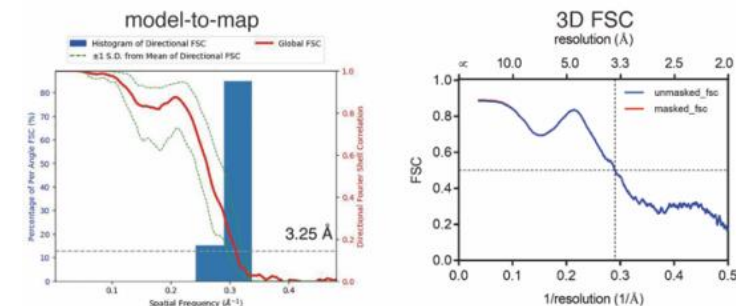 model-to-map
Histogram of Directional FSC
Global FSC
±1 S.D. from Mean of Directional FSC
Percentage of Per Angle FSC (%)
80
70
60
50
40
30
20
10
0
1.0
0.8
0.6
0.4
0.2
0.0
Directional Fourier Shell Correlation
3.25 Å
0.1 0.2 0.3 0.4
Spatial Frequency (Å⁻¹)
3D FSC
resolution (Å)
∝ 10.0 5.0 3.3 2.5 2.0
unmasked_fsc
masked_fsc
FSC
1.0
0.8
0.6
0.4
0.2
0.0
0.0 0.1 0.2 0.3 0.4 0.5
1/resolution (1/Å)